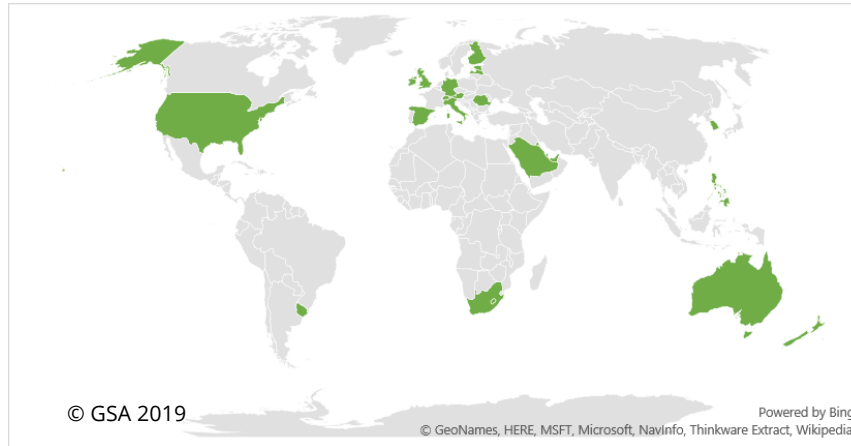 © GSA 2019
Powered by Bing
© GeoNames, HERE, MSFT, Microsoft, NavInfo, Thinkware Extract, Wikipedia